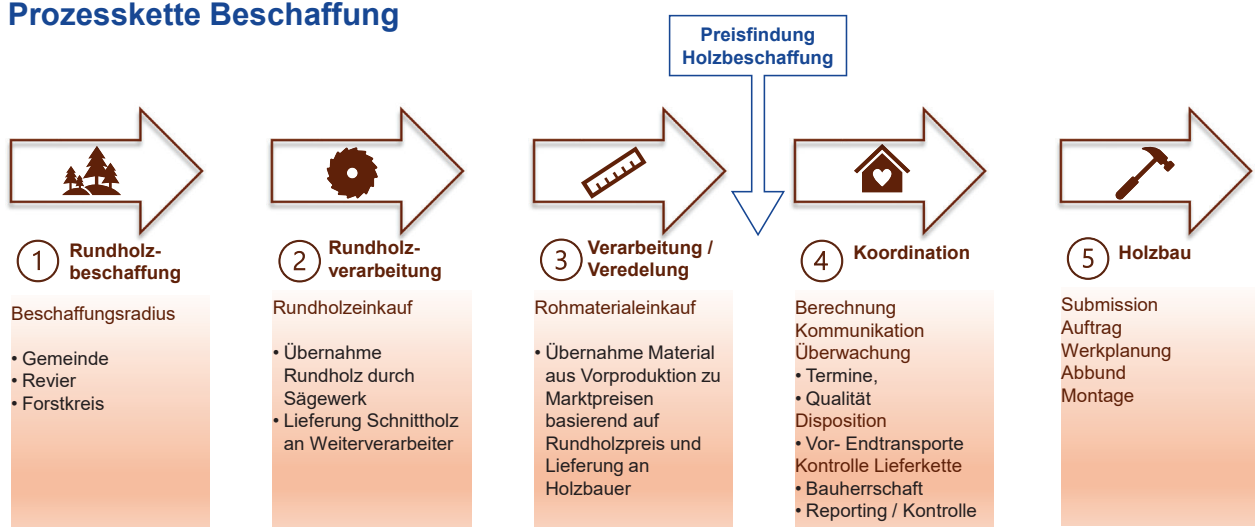 Prozesskette Beschaffung
Preisfindung
Holzbeschaffung
1
Rundholz-
beschaffung
Beschaffungsradius
• Gemeinde
• Revier
• Forstkreis
2
Rundholz-
verarbeitung
Rundholzeinkauf
• Übernahme
Rundholz durch
Sägewerk
• Lieferung Schnittholz
an Weiterverarbeiter
3
Verarbeitung /
Veredelung
Rohmaterialeinkauf
• Übernahme Material
aus Vorproduktion zu
Marktpreisen
basierend auf
Rundholzpreis und
Lieferung an
Holzbauer
4
Koordination
Berechnung
Kommunikation
Überwachung
• Termine,
• Qualität
Disposition
• Vor- Endtransporte
Kontrolle Lieferkette
• Bauherrschaft
• Reporting / Kontrolle
5
Holzbau
Submission
Auftrag
Werkplanung
Abbund
Montage